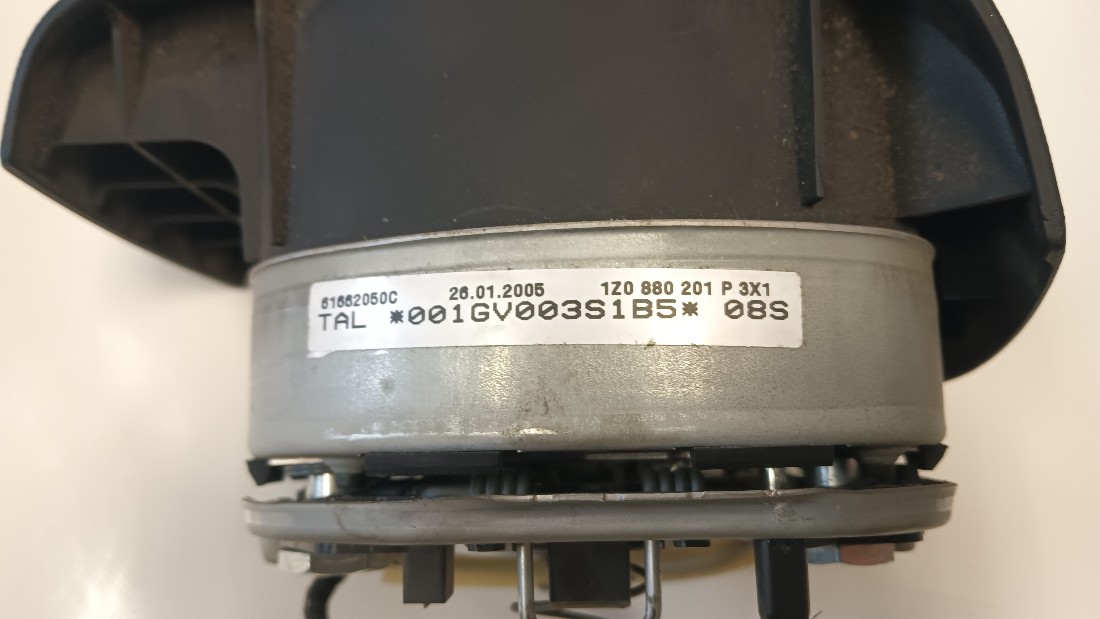 61662050C 26.01.2005 1Z0 880 201 P 3X1
TAL *001GV003S1B5* 08S